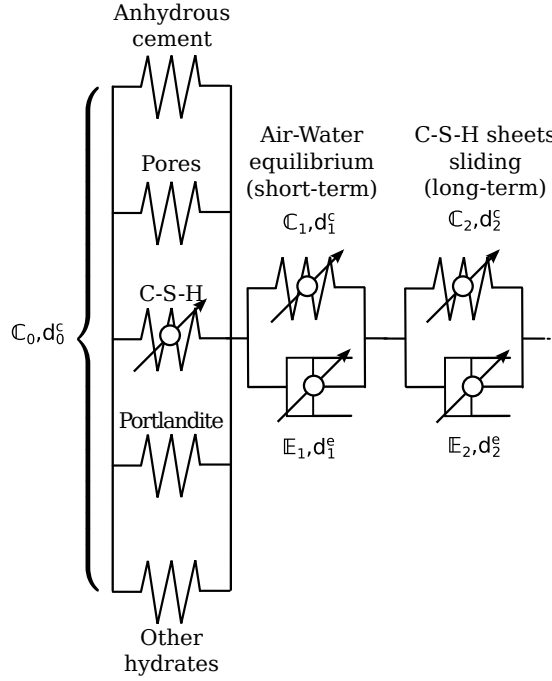 Anhydrous
cement
Pores
C-S-H
ℂ₀,d₀ᶜ
Portlandite
Other
hydrates
Air-Water
equilibrium
(short-term)
ℂ₁,d₁ᶜ
𝔼₁,d₁ᵉ
C-S-H sheets
sliding
(long-term)
ℂ₂,d₂ᶜ
𝔼₂,d₂ᵉ